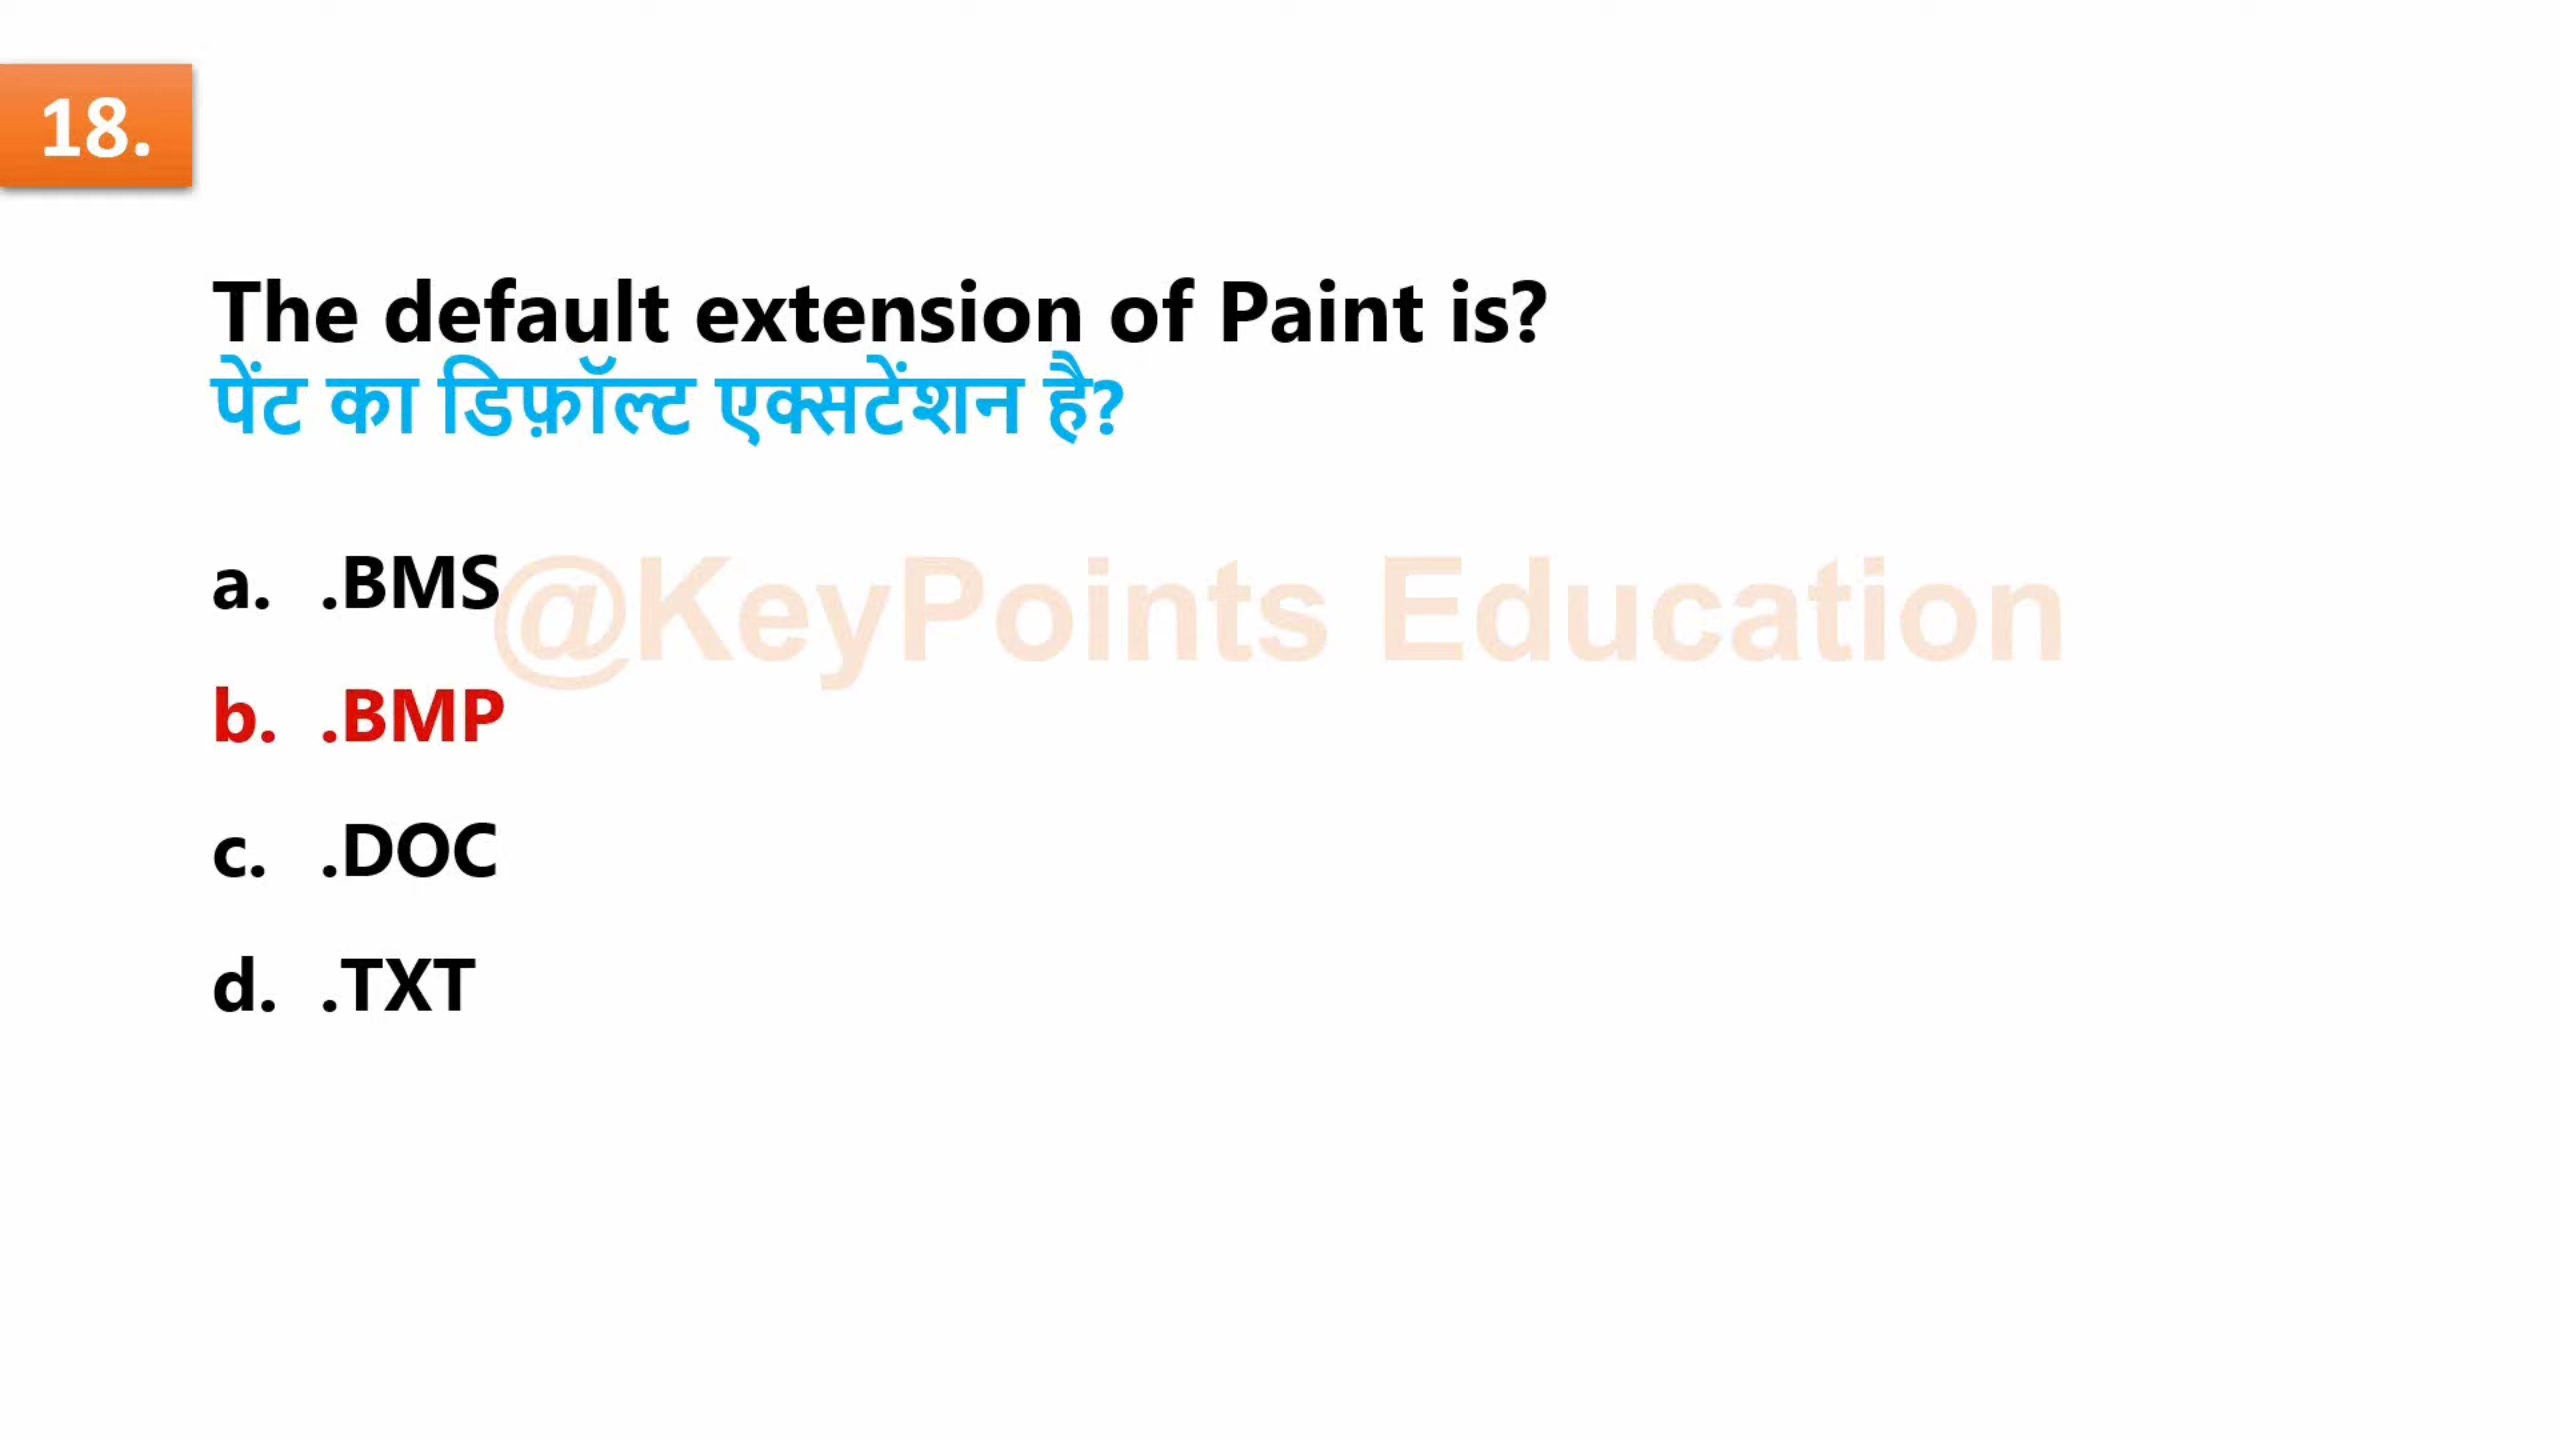 18.
The default extension of Paint is?
पेंट का डिफ़ॉल्ट एक्सटेंशन है?
a. .BMS
@KeyPoints Education
b. .BMP
c. .DOC
d. .TXT